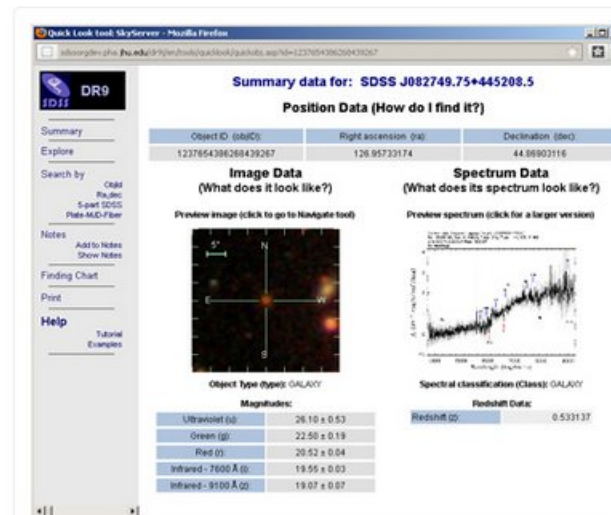 Quick Look tool: SkyServer - Mozilla Firefox
SDSS
DR9
Summary
Explore
Search by
ObjId
Ra,dec
5-part SDSS
Plate-MJD-Fiber
Notes
Add to Notes
Show Notes
Finding Chart
Print
Help
Tutorial
Examples
Summary data for: SDSS J082749.75+445208.5
Position Data (How do I find it?)
Object ID (objID): Right ascension (ra): Declination (dec):
1237654386268439267 126.95733174 44.86903116
Image Data
(What does it look like?)
Preview image (click to go to Navigate tool)
5"
N
E
W
S
Object Type (type): GALAXY
Magnitudes:
Ultraviolet (u): 26.10 ± 0.53
Green (g): 22.50 ± 0.19
Red (r): 20.52 ± 0.04
Infrared - 7600 Å (i): 19.55 ± 0.03
Infrared - 9100 Å (z): 19.07 ± 0.07
Spectrum Data
(What does its spectrum look like?)
Preview spectrum (click for a larger version)
Spectral classification (Class): GALAXY
Redshift Data:
Redshift (z): 0.533137